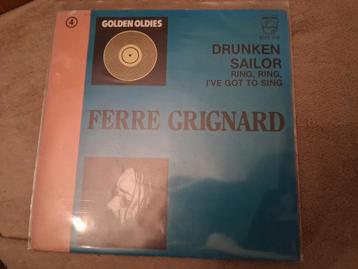 4
GOLDEN OLDIES
DRUNKEN
SAILOR
RING, RING,
I'VE GOT TO SING
FERRE GRIGNARD